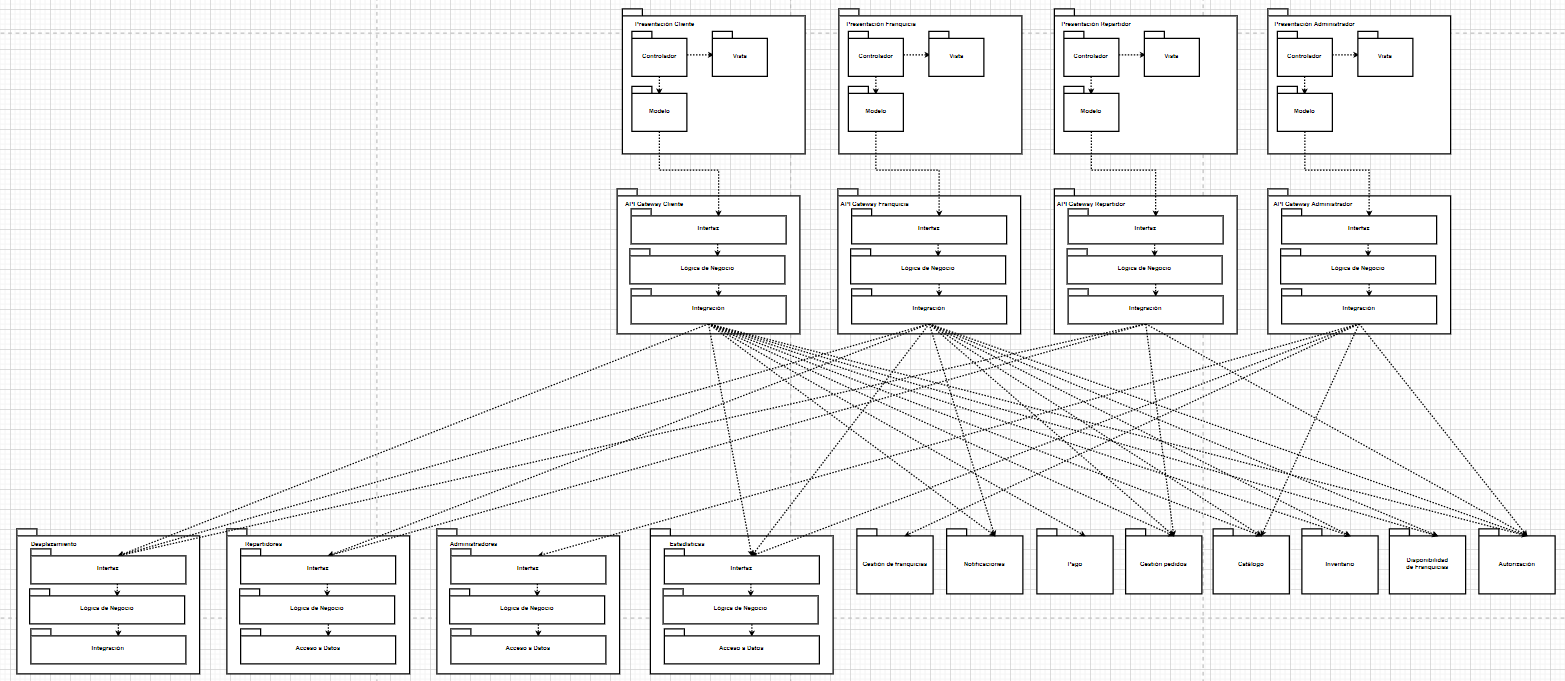 Presentación Cliente
Controlador
Vista
Modelo
Presentación Franquicia
Controlador
Vista
Modelo
Presentación Repartidor
Controlador
Vista
Modelo
Presentación Administrador
Controlador
Vista
Modelo
API Gateway Cliente
Interfaz
Lógica de Negocio
Integración
API Gateway Franquicia
Interfaz
Lógica de Negocio
Integración
API Gateway Repartidor
Interfaz
Lógica de Negocio
Integración
API Gateway Administrador
Interfaz
Lógica de Negocio
Integración
Desplazamiento
Interfaz
Lógica de Negocio
Integración
Repartidores
Interfaz
Lógica de Negocio
Acceso a Datos
Administradores
Interfaz
Lógica de Negocio
Acceso a Datos
Estadísticas
Interfaz
Lógica de Negocio
Acceso a Datos
Gestión de franquicias
Notificaciones
Pago
Gestión pedidos
Catálogo
Inventario
Disponibilidad
de Franquicias
Autorización